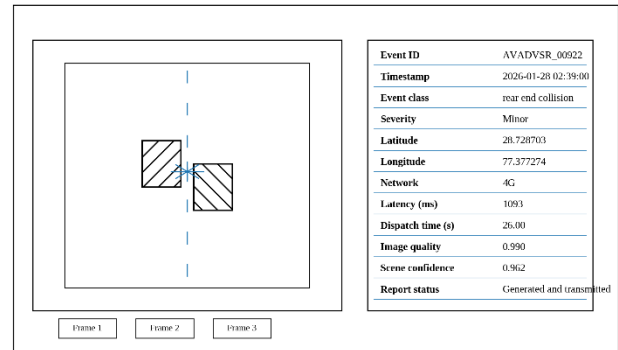 Event ID AVADVSR_00922
Timestamp 2026-01-28 02:39:00
Event class rear end collision
Severity Minor
Latitude 28.728703
Longitude 77.377274
Network 4G
Latency (ms) 1093
Dispatch time (s) 26.00
Image quality 0.990
Scene confidence 0.962
Report status Generated and transmitted
Frame 1 Frame 2 Frame 3